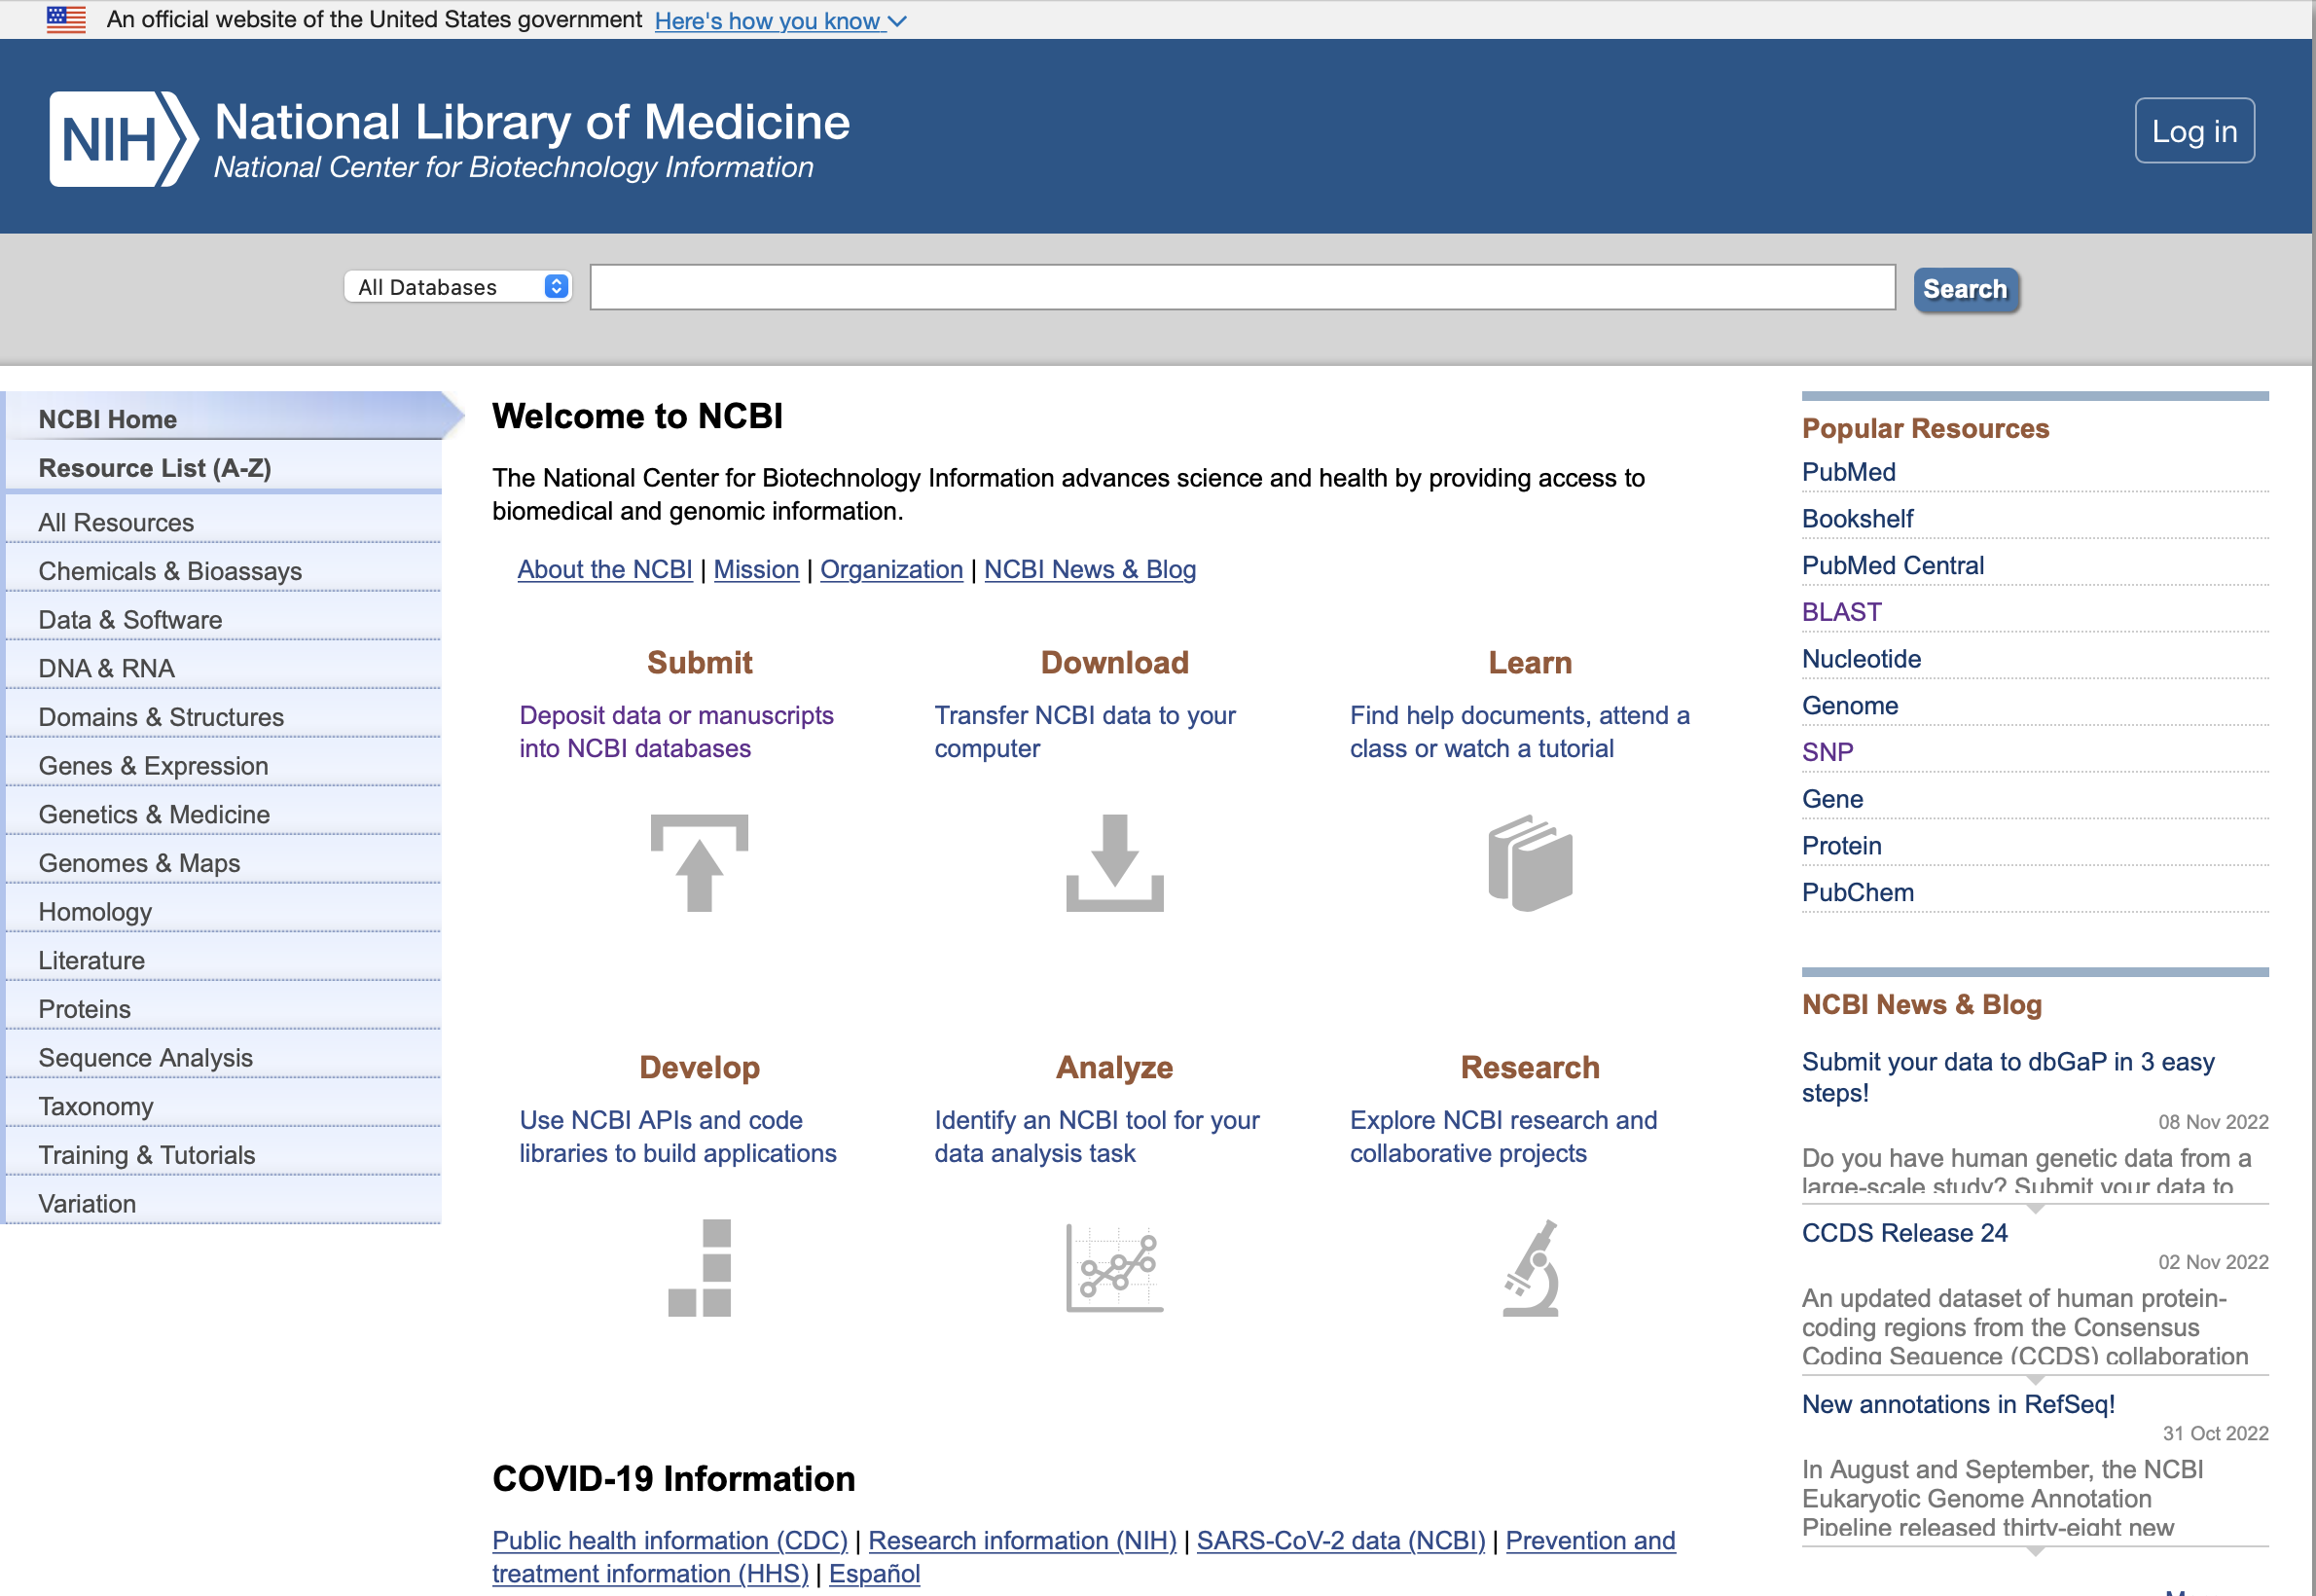 An official website of the United States government Here's how you know
NIH
National Library of Medicine
National Center for Biotechnology Information
Log in
All Databases
Search
NCBI Home
Resource List (A-Z)
All Resources
Chemicals & Bioassays
Data & Software
DNA & RNA
Domains & Structures
Genes & Expression
Genetics & Medicine
Genomes & Maps
Homology
Literature
Proteins
Sequence Analysis
Taxonomy
Training & Tutorials
Variation
Welcome to NCBI
The National Center for Biotechnology Information advances science and health by providing access to
biomedical and genomic information.
About the NCBI | Mission | Organization | NCBI News & Blog
Submit
Deposit data or manuscripts
into NCBI databases
Download
Transfer NCBI data to your
computer
Learn
Find help documents, attend a
class or watch a tutorial
Develop
Use NCBI APIs and code
libraries to build applications
Analyze
Identify an NCBI tool for your
data analysis task
Research
Explore NCBI research and
collaborative projects
COVID-19 Information
Public health information (CDC) | Research information (NIH) | SARS-CoV-2 data (NCBI) | Prevention and
treatment information (HHS) | Español
Popular Resources
PubMed
Bookshelf
PubMed Central
BLAST
Nucleotide
Genome
SNP
Gene
Protein
PubChem
NCBI News & Blog
Submit your data to dbGaP in 3 easy
steps!
08 Nov 2022
Do you have human genetic data from a
large-scale study? Submit your data to
CCDS Release 24
02 Nov 2022
An updated dataset of human protein-
coding regions from the Consensus
Coding Sequence (CCDS) collaboration
New annotations in RefSeq!
31 Oct 2022
In August and September, the NCBI
Eukaryotic Genome Annotation
Pipeline released thirty-eight new